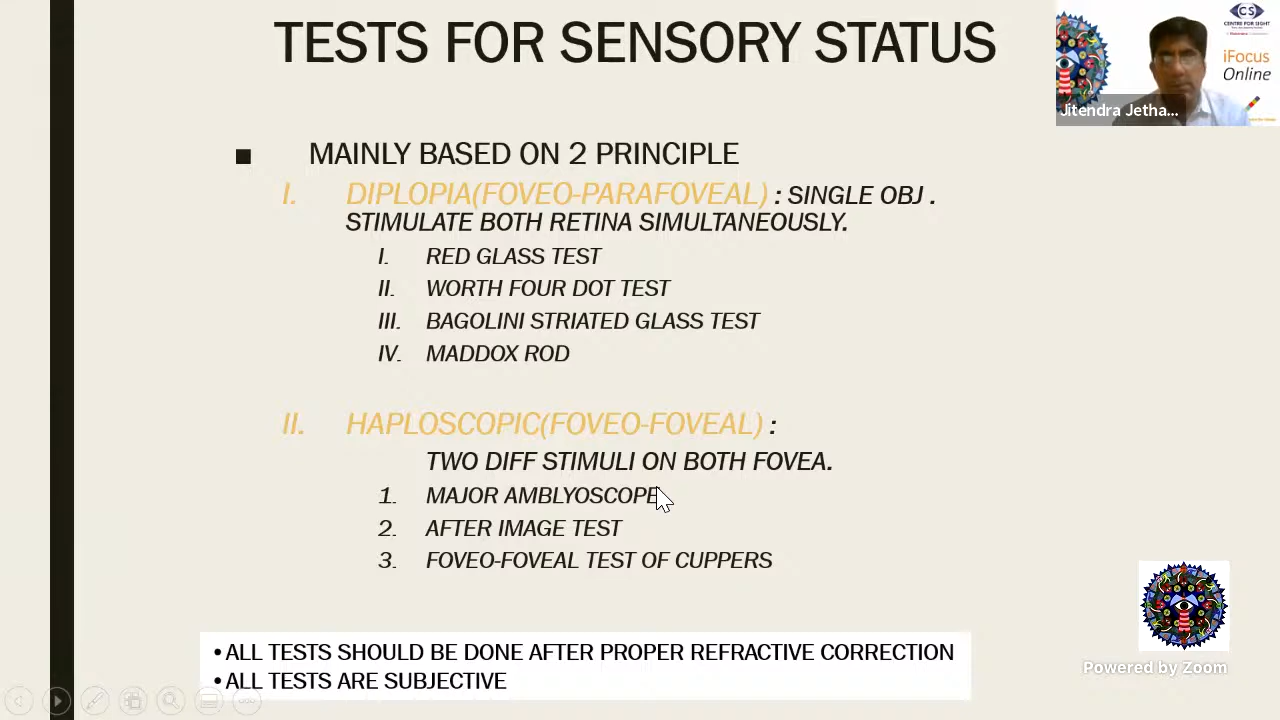 TESTS FOR SENSORY STATUS
CS
CENTRE FOR SIGHT
iFocus
Online
Jitendra Jetha...
■ MAINLY BASED ON 2 PRINCIPLE
I. DIPLOPIA(FOVEO-PARAFOVEAL) : SINGLE OBJ .
STIMULATE BOTH RETINA SIMULTANEOUSLY.
I. RED GLASS TEST
II. WORTH FOUR DOT TEST
III. BAGOLINI STRIATED GLASS TEST
IV. MADDOX ROD
II. HAPLOSCOPIC(FOVEO-FOVEAL) :
TWO DIFF STIMULI ON BOTH FOVEA.
1. MAJOR AMBLYOSCOPE
2. AFTER IMAGE TEST
3. FOVEO-FOVEAL TEST OF CUPPERS
• ALL TESTS SHOULD BE DONE AFTER PROPER REFRACTIVE CORRECTION
• ALL TESTS ARE SUBJECTIVE
Powered by Zoom